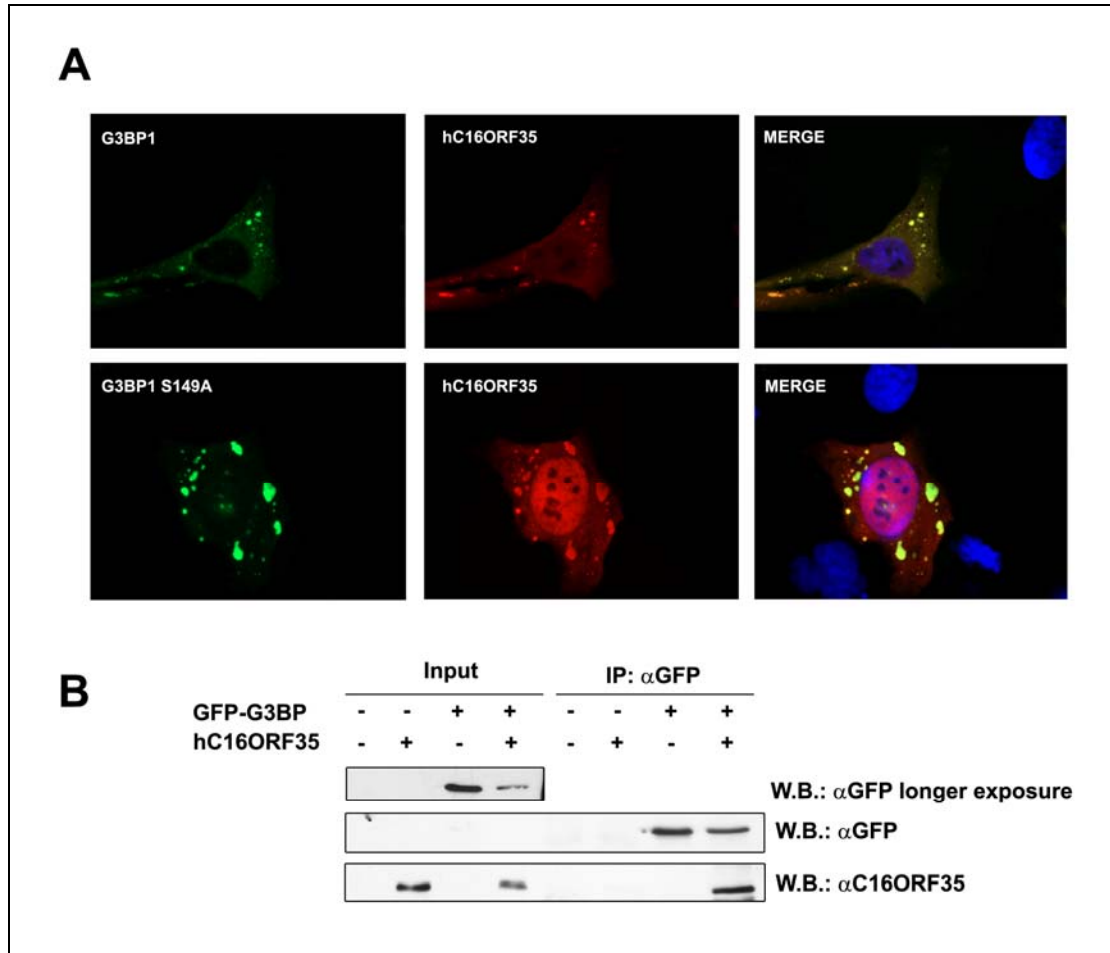 A
G3BP1 hC16ORF35 MERGE
G3BP1 S149A hC16ORF35 MERGE
B
Input IP: αGFP
GFP-G3BP - - + + - - + +
hC16ORF35 - + - + - + - +
W.B.: αGFP longer exposure
W.B.: αGFP
W.B.: αC16ORF35